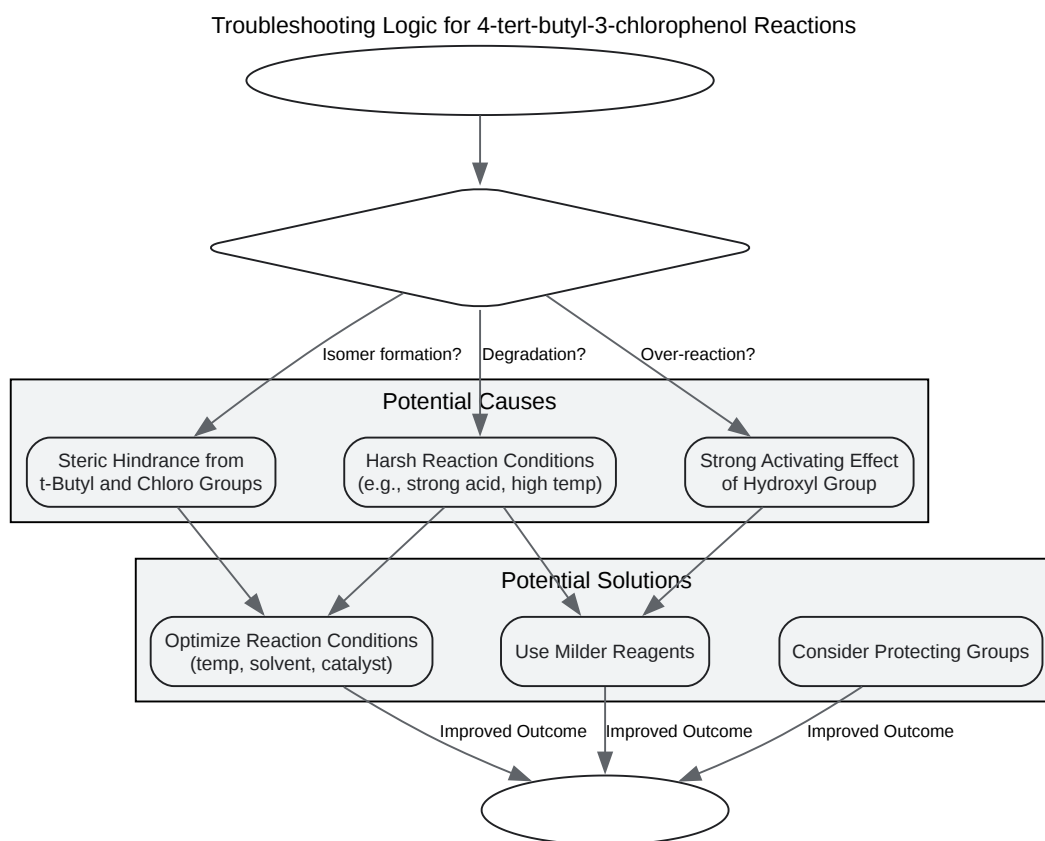 Troubleshooting Logic for 4-tert-butyl-3-chlorophenol Reactions
Isomer formation?
Degradation?
Over-reaction?
Potential Causes
Steric Hindrance from
t-Butyl and Chloro Groups
Harsh Reaction Conditions
(e.g., strong acid, high temp)
Strong Activating Effect
of Hydroxyl Group
Potential Solutions
Optimize Reaction Conditions
(temp, solvent, catalyst)
Use Milder Reagents
Consider Protecting Groups
Improved Outcome
Improved Outcome
Improved Outcome